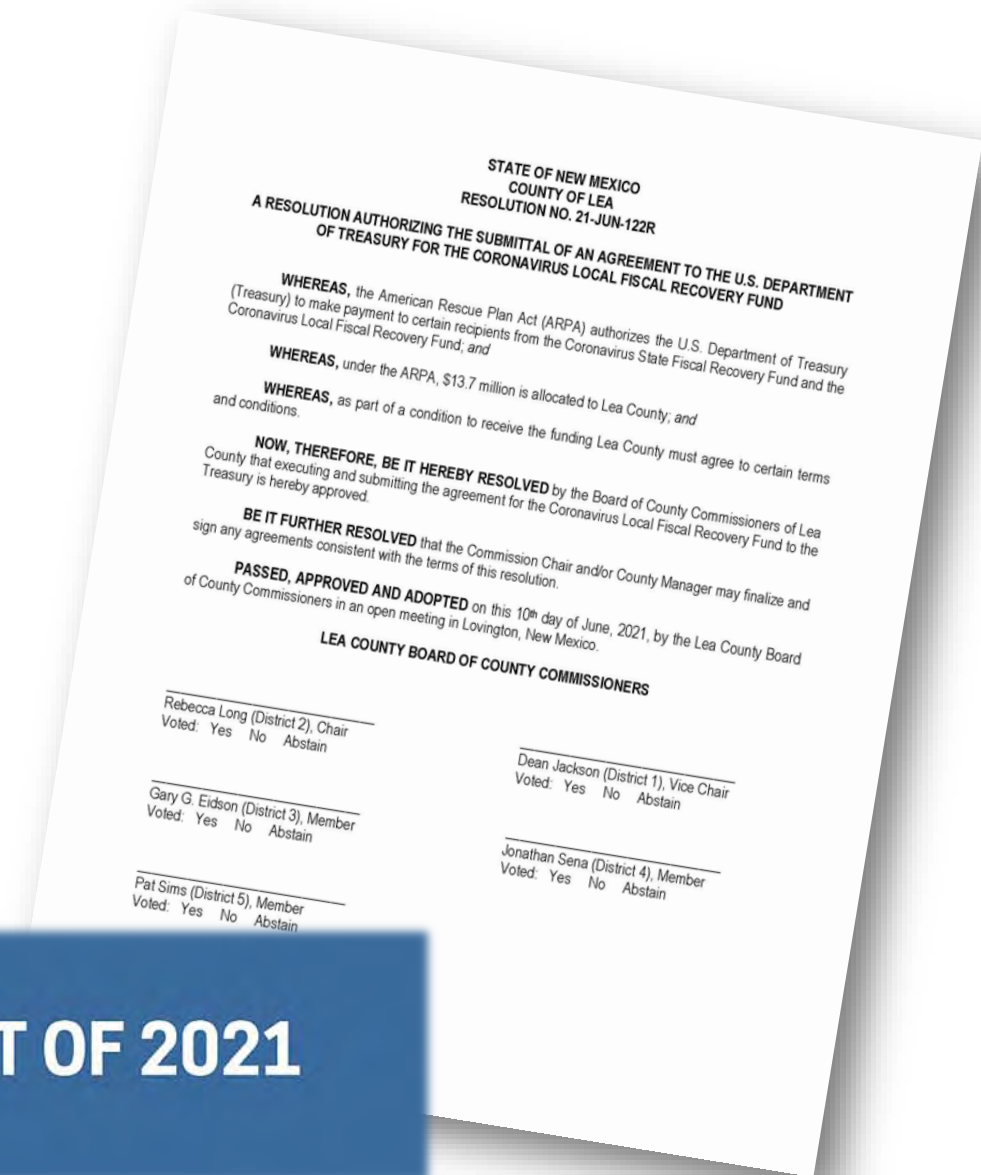 STATE OF NEW MEXICO
COUNTY OF LEA
RESOLUTION NO. 21-JUN-122R
A RESOLUTION AUTHORIZING THE SUBMITTAL OF AN AGREEMENT TO THE U.S. DEPARTMENT
OF TREASURY FOR THE CORONAVIRUS LOCAL FISCAL RECOVERY FUND
WHEREAS, the American Rescue Plan Act (ARPA) authorizes the U.S. Department of Treasury
(Treasury) to make payment to certain recipients from the Coronavirus State Fiscal Recovery Fund and the
Coronavirus Local Fiscal Recovery Fund; and
WHEREAS, under the ARPA, $13.7 million is allocated to Lea County; and
WHEREAS, as part of a condition to receive the funding Lea County must agree to certain terms
and conditions.
NOW, THEREFORE, BE IT HEREBY RESOLVED by the Board of County Commissioners of Lea
County that executing and submitting the agreement for the Coronavirus Local Fiscal Recovery Fund to the
Treasury is hereby approved.
BE IT FURTHER RESOLVED that the Commission Chair and/or County Manager may finalize and
sign any agreements consistent with the terms of this resolution.
PASSED, APPROVED AND ADOPTED on this 10th day of June, 2021, by the Lea County Board
of County Commissioners in an open meeting in Lovington, New Mexico.
LEA COUNTY BOARD OF COUNTY COMMISSIONERS
Rebecca Long (District 2), Chair
Voted: Yes No Abstain
Dean Jackson (District 1), Vice Chair
Voted: Yes No Abstain
Gary G. Eidson (District 3), Member
Voted: Yes No Abstain
Jonathan Sena (District 4), Member
Voted: Yes No Abstain
Pat Sims (District 5), Member
Voted: Yes No Abstain
T OF 2021